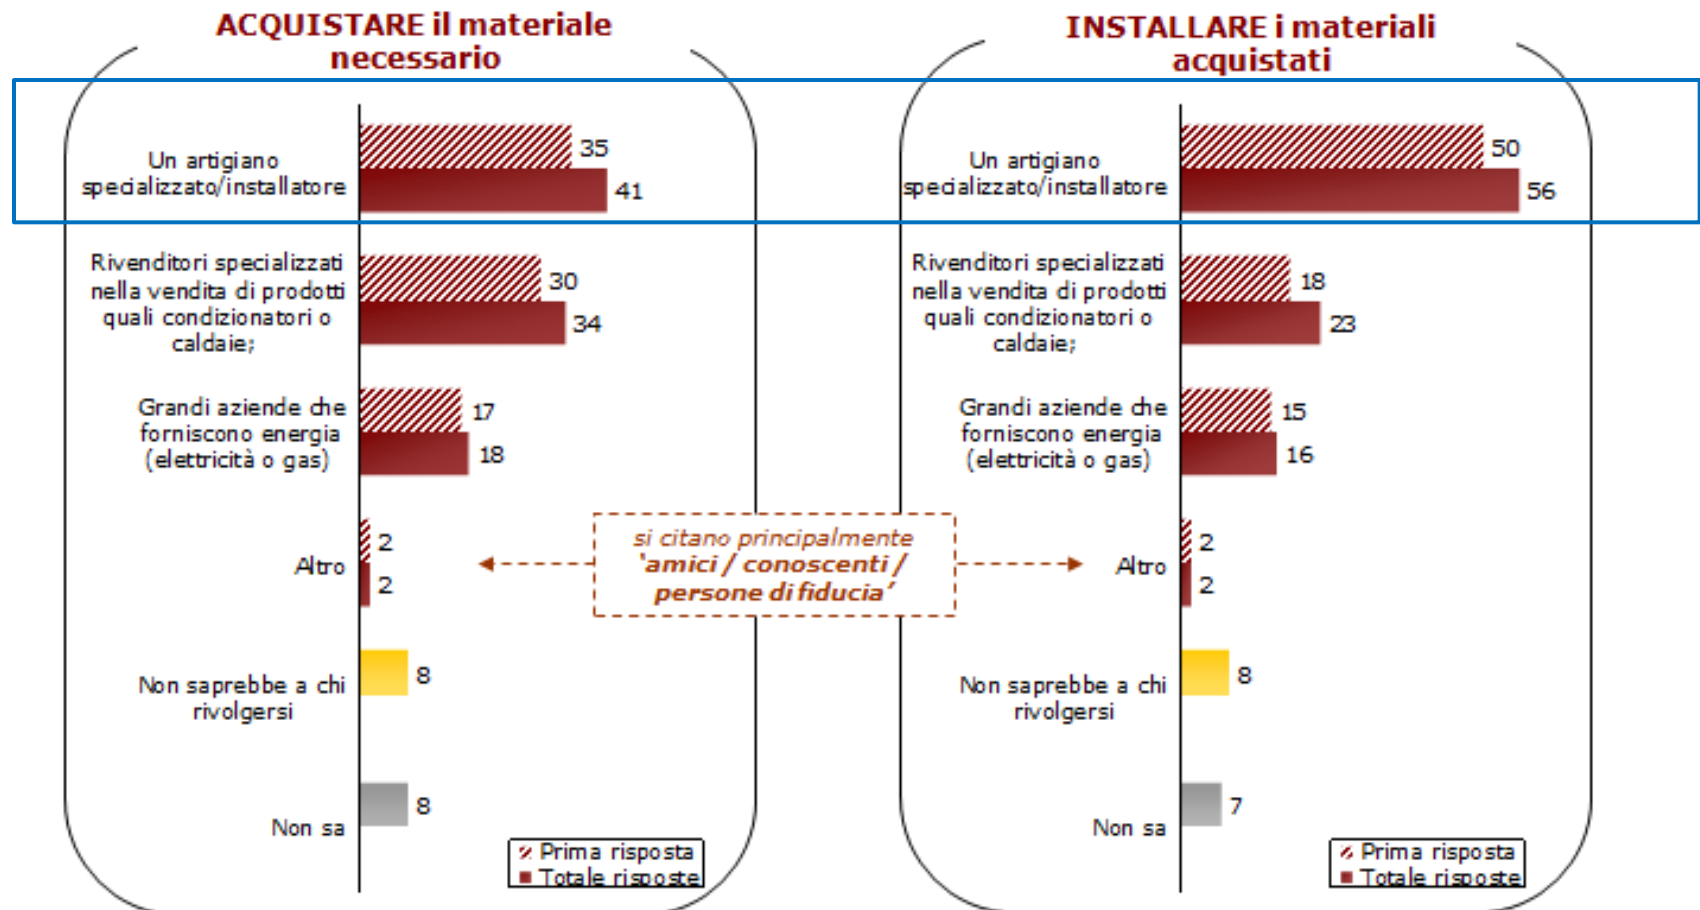 ACQUISTARE il materiale
necessario
Un artigiano
specializzato/installatore
35
41
Rivenditori specializzati
nella vendita di prodotti
quali condizionatori o
caldaie;
30
34
Grandi aziende che
forniscono energia
(elettricità o gas)
17
18
Altro
2
2
Non saprebbe a chi
rivolgersi
8
Non sa
8
Prima risposta
Totale risposte
si citano principalmente
‘amici / conoscenti /
persone di fiducia’
INSTALLARE i materiali
acquistati
Un artigiano
specializzato/installatore
50
56
Rivenditori specializzati
nella vendita di prodotti
quali condizionatori o
caldaie;
18
23
Grandi aziende che
forniscono energia
(elettricità o gas)
15
16
Altro
2
2
Non saprebbe a chi
rivolgersi
8
Non sa
7
Prima risposta
Totale risposte